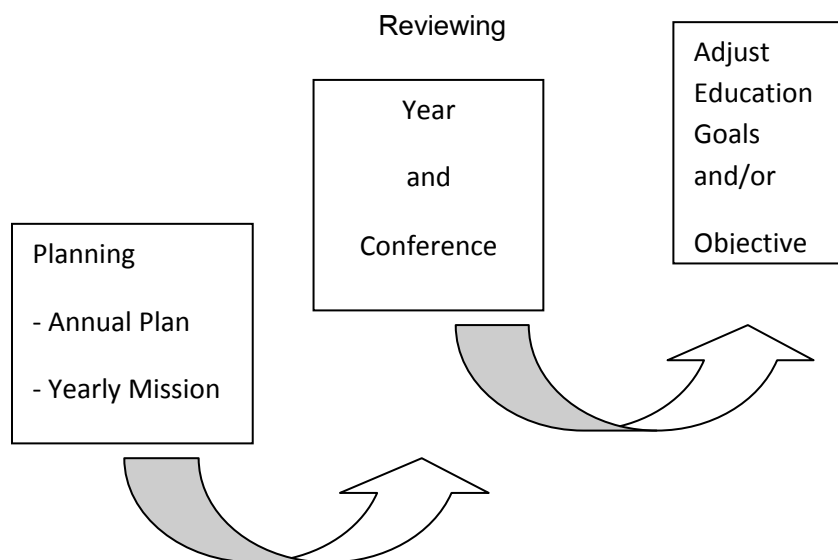 Reviewing
Year
and
Conference
Adjust
Education
Goals
and/or
Objective
Planning
- Annual Plan
- Yearly Mission